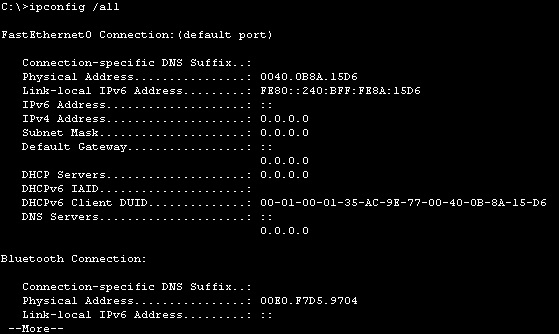 C:\>ipconfig /all
FastEthernet0 Connection:(default port)
Connection-specific DNS Suffix..:
Physical Address................: 0040.0B8A.15D6
Link-local IPv6 Address.........: FE80::240:BFF:FE8A:15D6
IPv6 Address....................: ::
IPv4 Address....................: 0.0.0.0
Subnet Mask.....................: 0.0.0.0
Default Gateway.................: ::
0.0.0.0
DHCP Servers....................: 0.0.0.0
DHCPv6 IAID.....................:
DHCPv6 Client DUID..............: 00-01-00-01-35-AC-9E-77-00-40-0B-8A-15-D6
DNS Servers.....................: ::
0.0.0.0
Bluetooth Connection:
Connection-specific DNS Suffix..:
Physical Address................: 00E0.F7D5.9704
Link-local IPv6 Address.........:
--More--